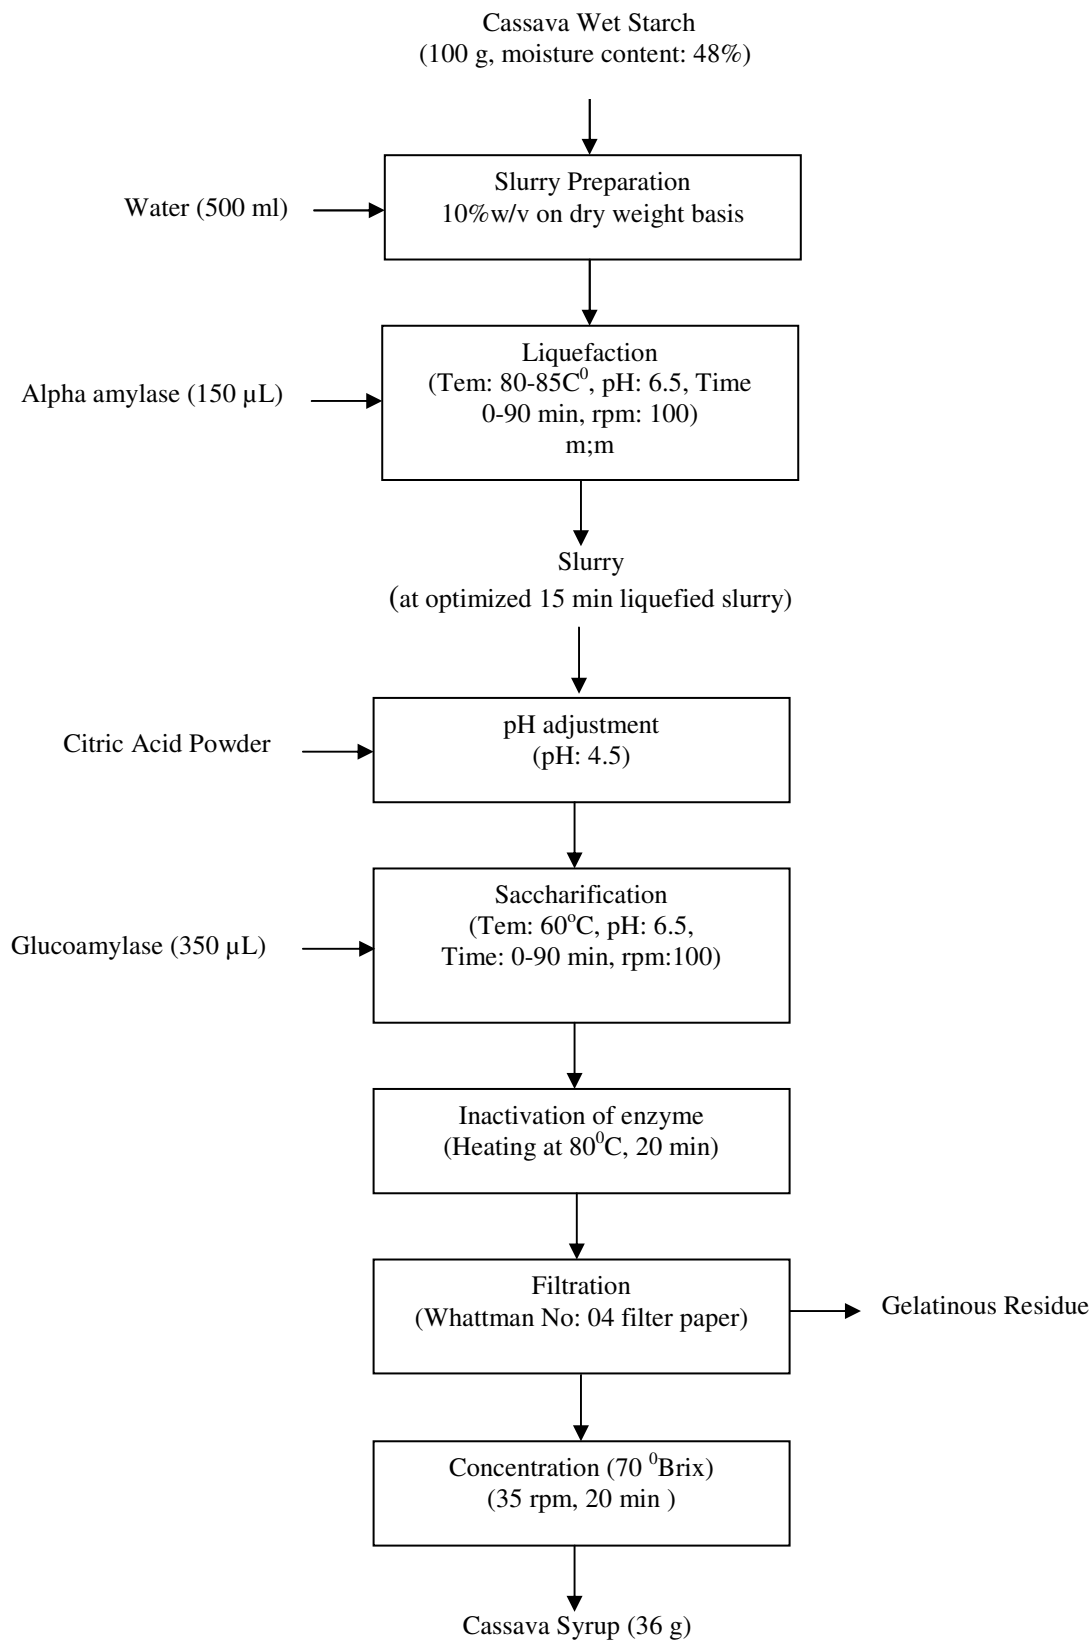 Cassava Wet Starch
(100 g, moisture content: 48%)
Slurry Preparation
Water (500 ml)
10%w/v on dry weight basis
Liquefaction
(Tem: 80-85C⁰, pH: 6.5, Time
Alpha amylase (150 µL)
0-90 min, rpm: 100)
m;m
Slurry
(at optimized 15 min liquefied slurry)
pH adjustment
Citric Acid Powder
(pH: 4.5)
Saccharification
(Tem: 60ᵒC, pH: 6.5,
Glucoamylase (350 µL)
Time: 0-90 min, rpm:100)
Inactivation of enzyme
(Heating at 80⁰C, 20 min)
Filtration
(Whattman No: 04 filter paper)
Gelatinous Residue
Concentration (70 ⁰Brix)
(35 rpm, 20 min )
Cassava Syrup (36 g)